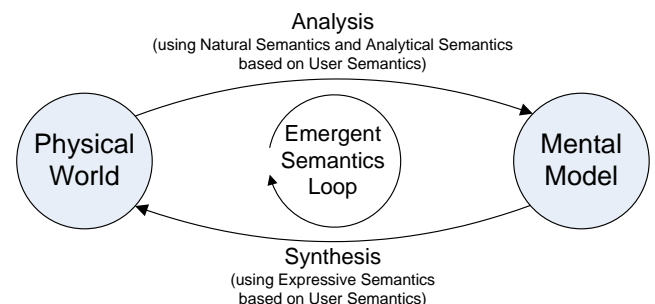 Analysis
(using Natural Semantics and Analytical Semantics
based on User Semantics)
Physical
World
Emergent
Semantics
Loop
Mental
Model
Synthesis
(using Expressive Semantics
based on User Semantics)